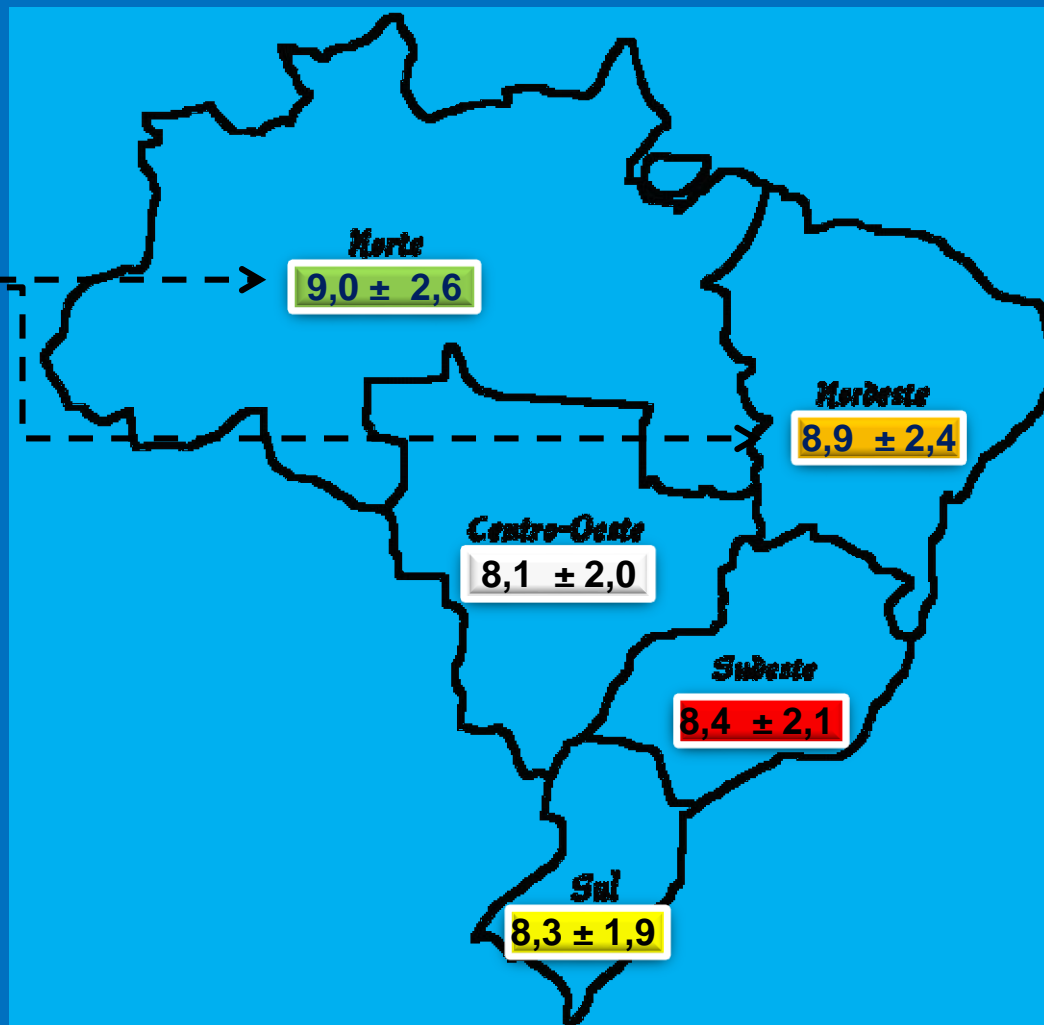 Norte
9,0 ± 2,6
Nordeste
8,9 ± 2,4
Centro-Oeste
8,1 ± 2,0
Sudeste
8,4 ± 2,1
Sul
8,3 ± 1,9